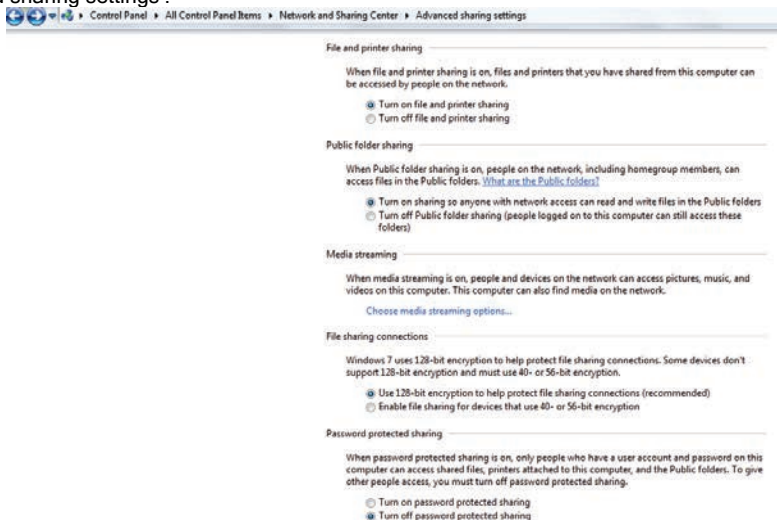 sharing settings .
Control Panel ▸ All Control Panel Items ▸ Network and Sharing Center ▸ Advanced sharing settings
File and printer sharing
When file and printer sharing is on, files and printers that you have shared from this computer can
be accessed by people on the network.
Turn on file and printer sharing
Turn off file and printer sharing
Public folder sharing
When Public folder sharing is on, people on the network, including homegroup members, can
access files in the Public folders. What are the Public folders?
Turn on sharing so anyone with network access can read and write files in the Public folders
Turn off Public folder sharing (people logged on to this computer can still access these
folders)
Media streaming
When media streaming is on, people and devices on the network can access pictures, music, and
videos on this computer. This computer can also find media on the network.
Choose media streaming options...
File sharing connections
Windows 7 uses 128-bit encryption to help protect file sharing connections. Some devices don't
support 128-bit encryption and must use 40- or 56-bit encryption.
Use 128-bit encryption to help protect file sharing connections (recommended)
Enable file sharing for devices that use 40- or 56-bit encryption
Password protected sharing
When password protected sharing is on, only people who have a user account and password on this
computer can access shared files, printers attached to this computer, and the Public folders. To give
other people access, you must turn off password protected sharing.
Turn on password protected sharing
Turn off password protected sharing